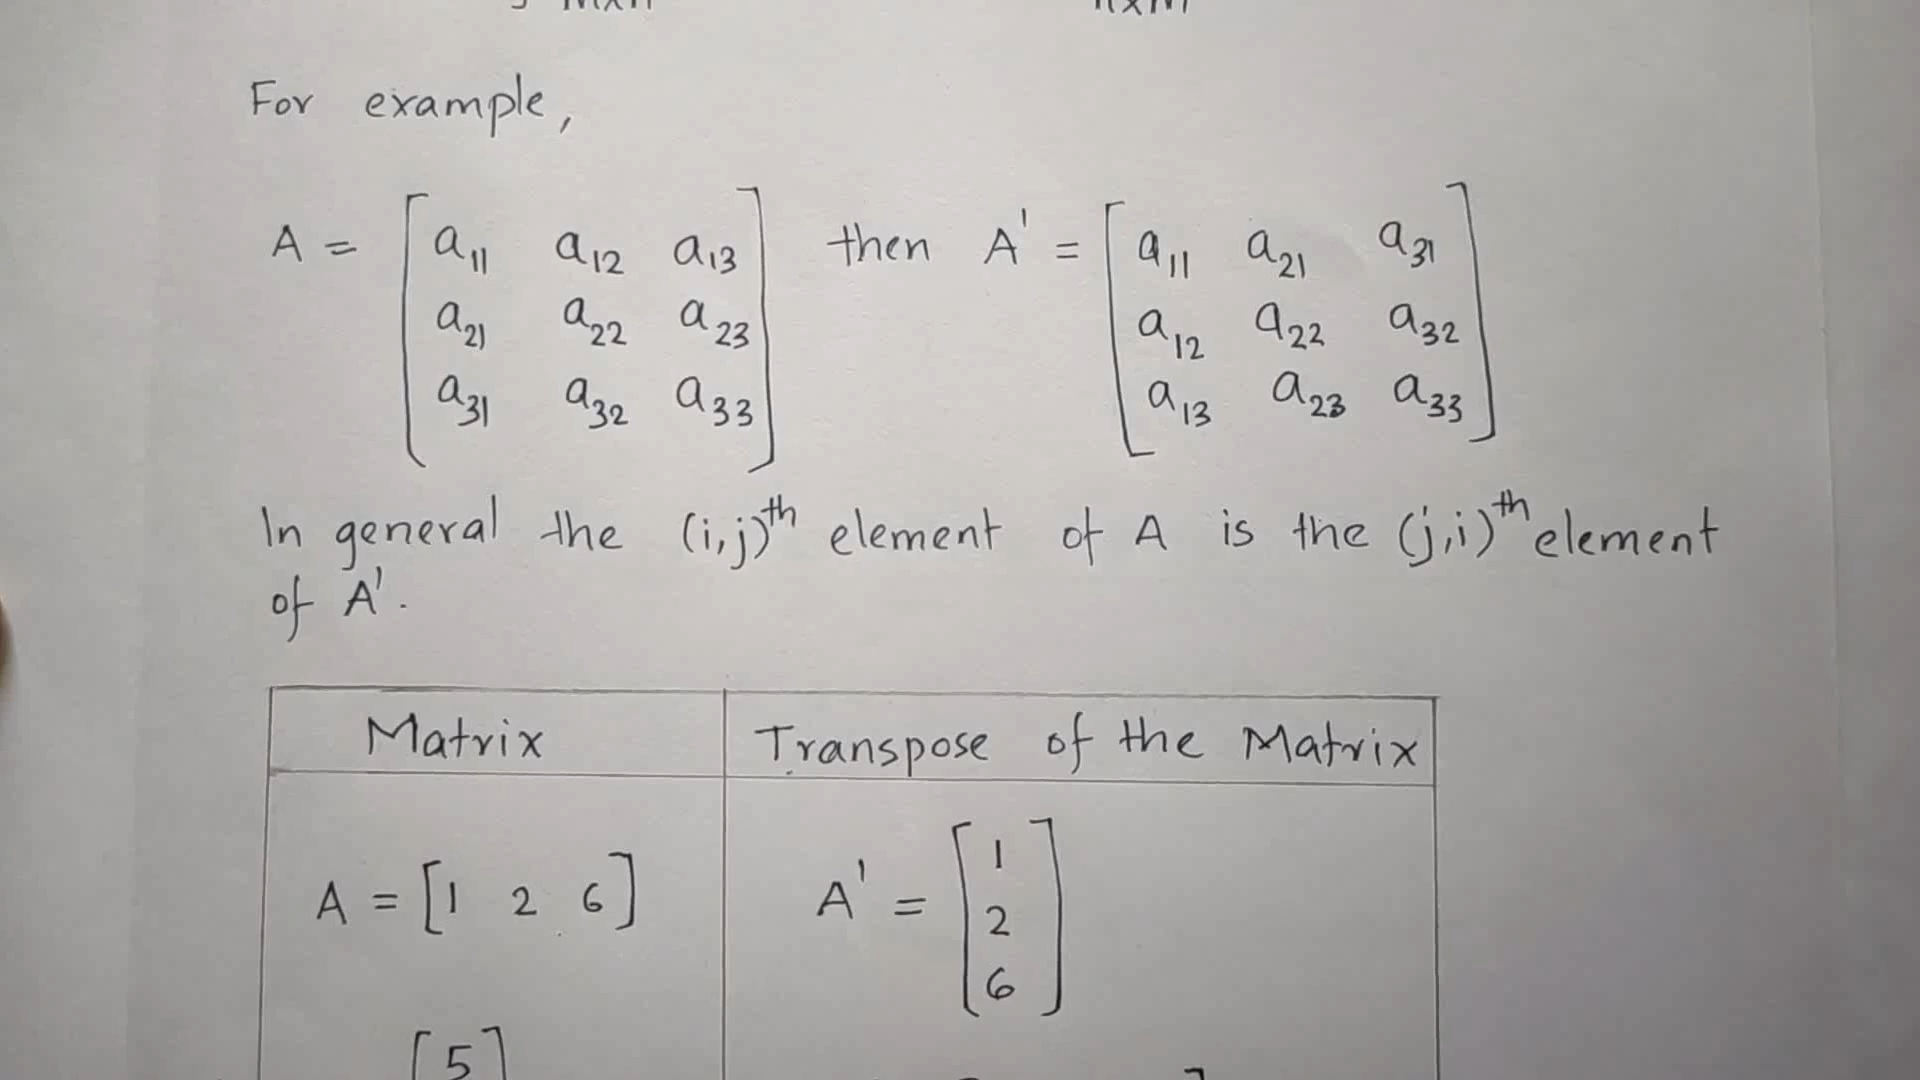 For example,
A = [ a11 a12 a13 then A' = [ a11 a21 a31
a21 a22 a23 a12 a22 a32
a31 a32 a33 ] a13 a23 a33 ]
In general the (i,j)th element of A is the (j,i)th element
of A'.
Matrix Transpose of the Matrix
A = [1 2 6] A' = [ 1
2
6 ]
[5]